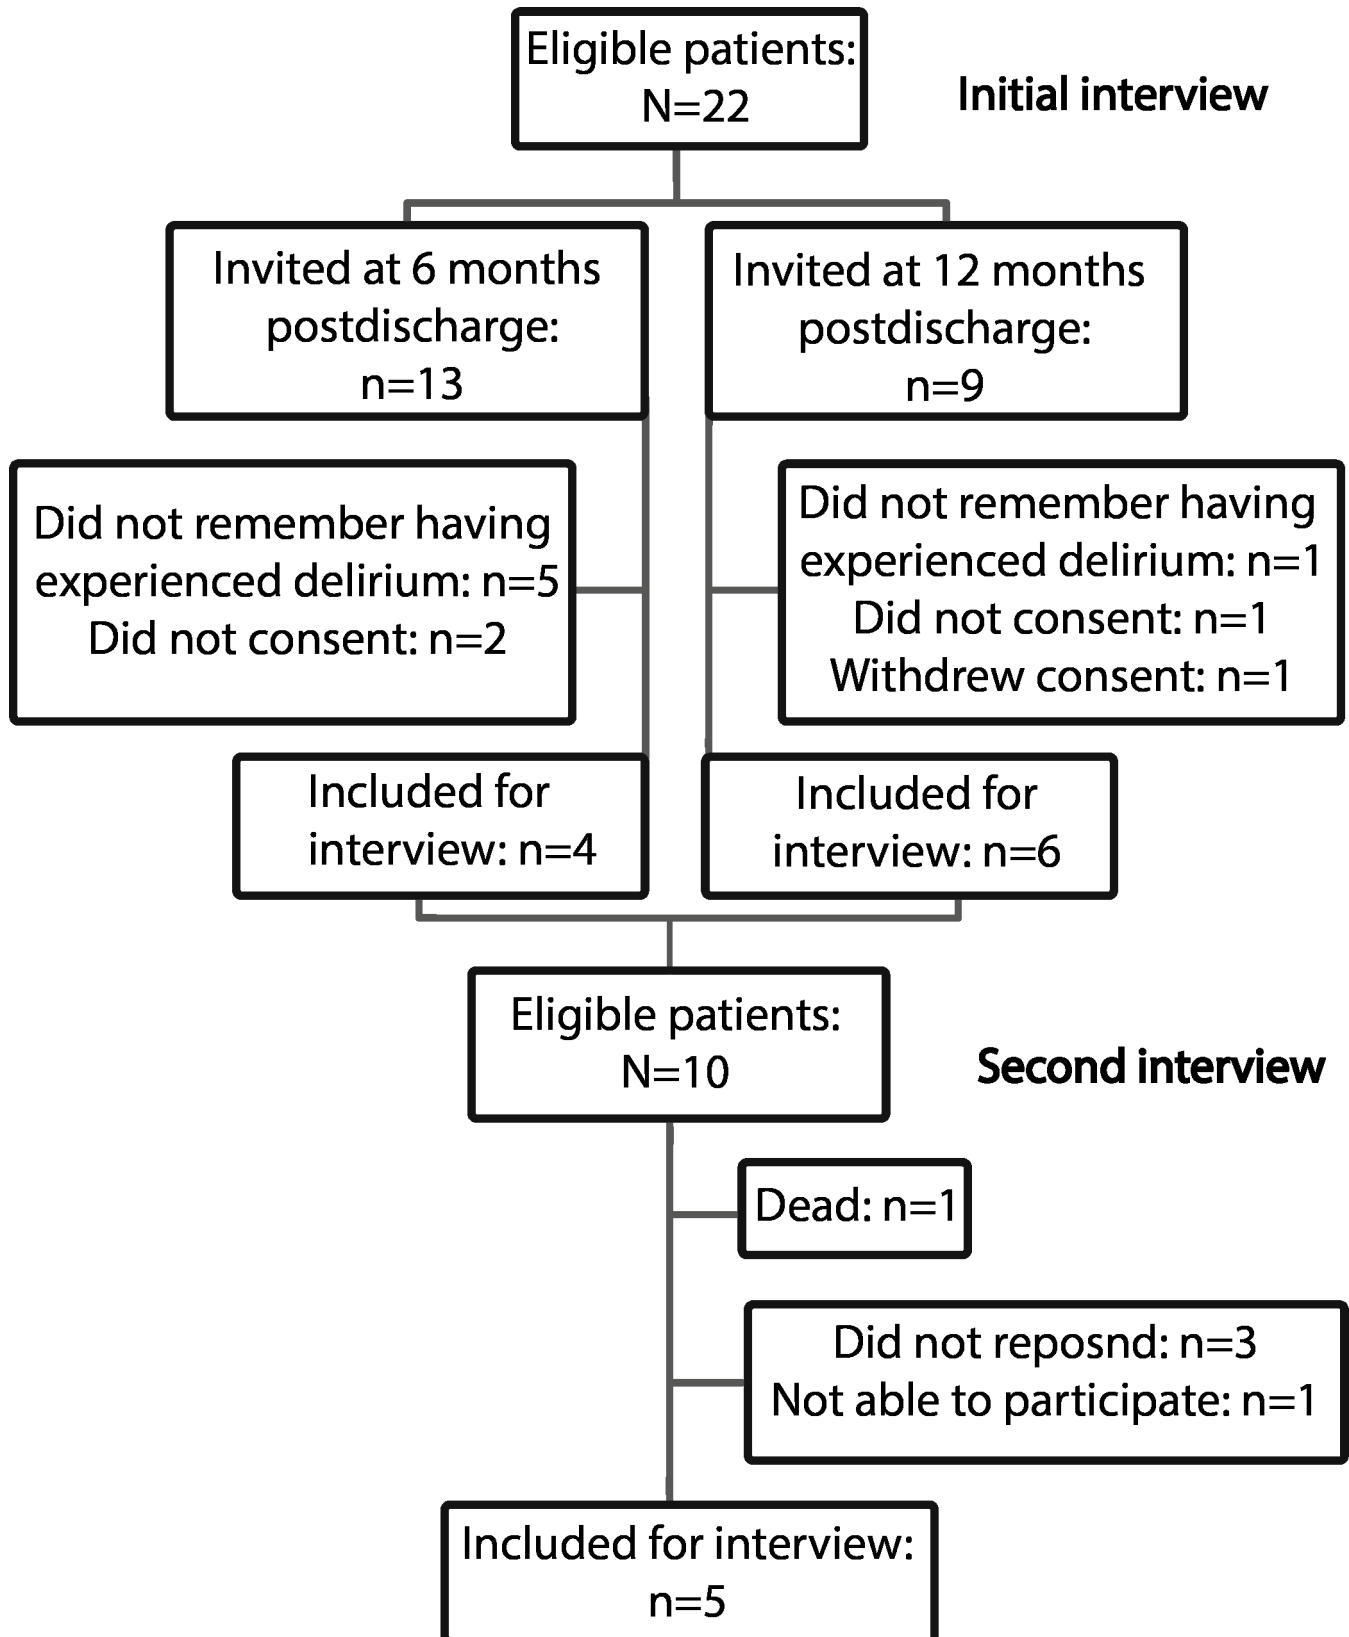 Eligible patients:
N=22
Initial interview
Invited at 6 months
postdischarge:
n=13
Invited at 12 months
postdischarge:
n=9
Did not remember having
experienced delirium: n=5
Did not consent: n=2
Did not remember having
experienced delirium: n=1
Did not consent: n=1
Withdrew consent: n=1
Included for
interview: n=4
Included for
interview: n=6
Eligible patients:
N=10
Second interview
Dead: n=1
Did not reposnd: n=3
Not able to participate: n=1
Included for interview:
n=5